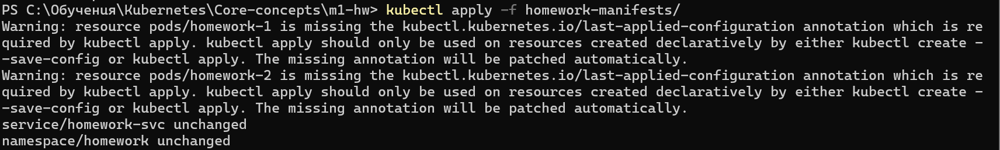 PS C:\Обучения\Kubernetes\Core-concepts\m1-hw> kubectl apply -f homework-manifests/
Warning: resource pods/homework-1 is missing the kubectl.kubernetes.io/last-applied-configuration annotation which is re
quired by kubectl apply. kubectl apply should only be used on resources created declaratively by either kubectl create -
-save-config or kubectl apply. The missing annotation will be patched automatically.
Warning: resource pods/homework-2 is missing the kubectl.kubernetes.io/last-applied-configuration annotation which is re
quired by kubectl apply. kubectl apply should only be used on resources created declaratively by either kubectl create -
-save-config or kubectl apply. The missing annotation will be patched automatically.
service/homework-svc unchanged
namespace/homework unchanged